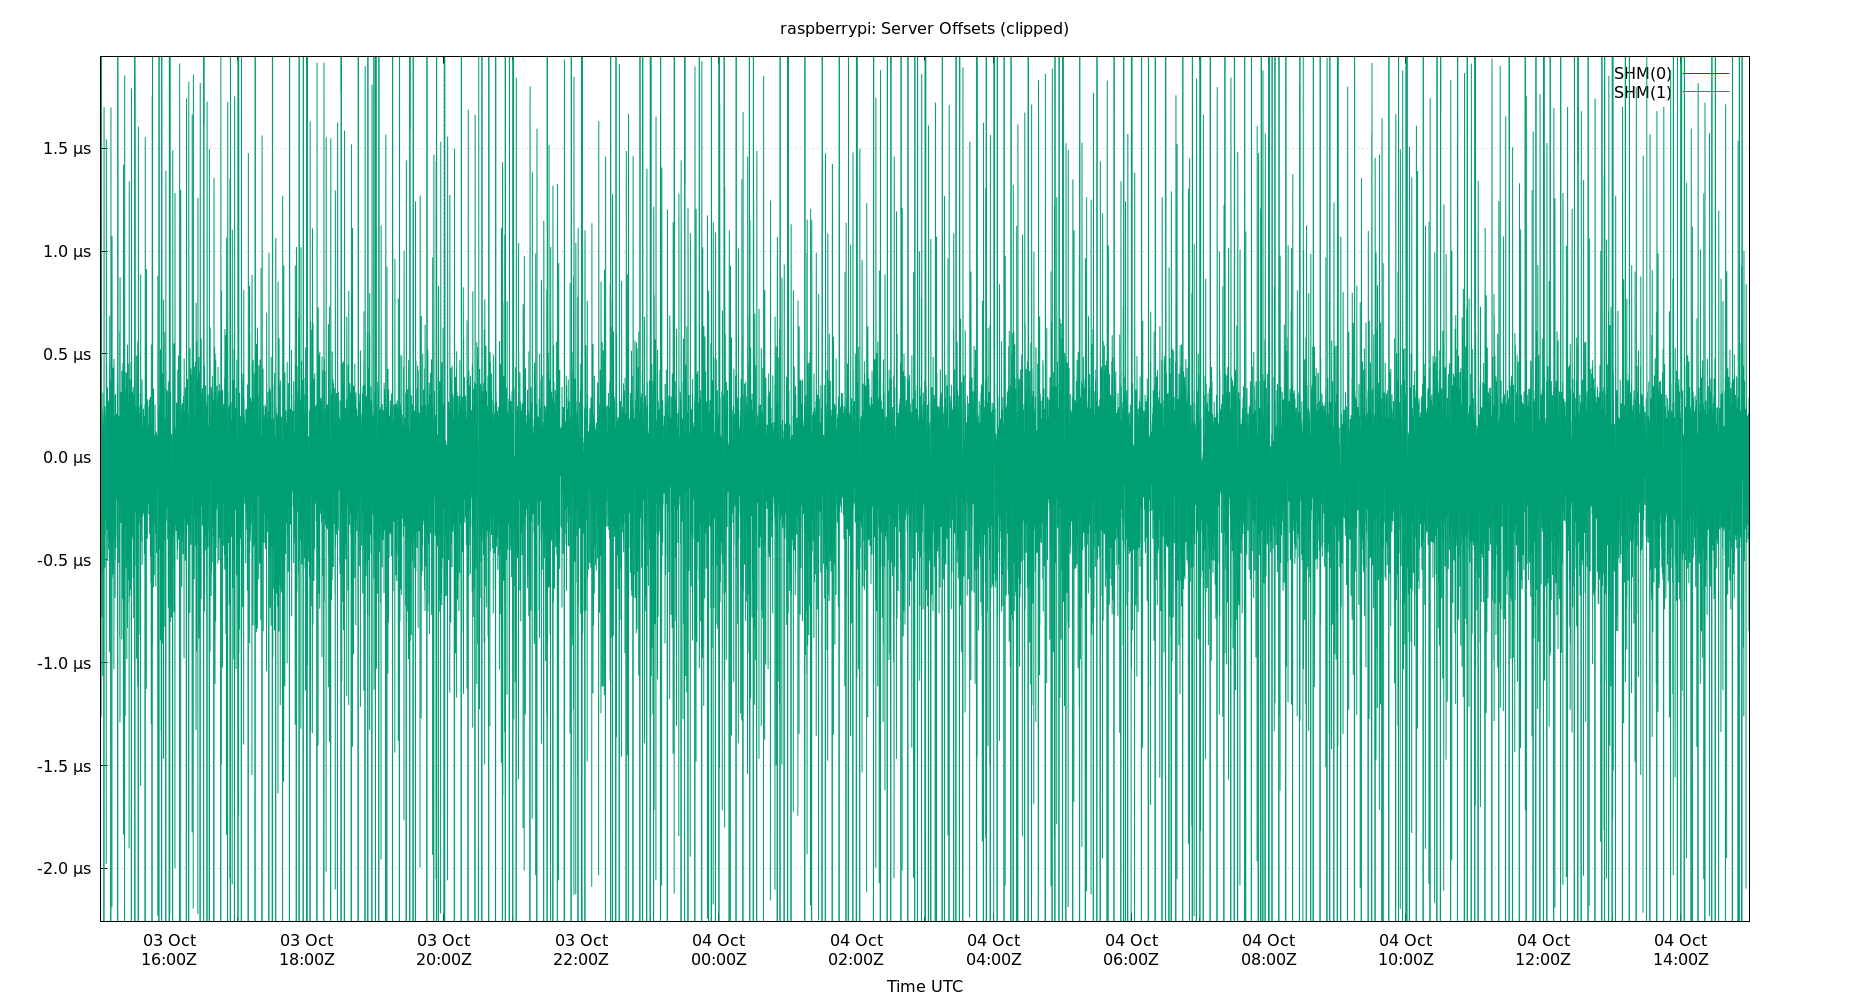 raspberrypi: Server Offsets (clipped)
SHM(0)
SHM(1)
1.5 µs
1.0 µs
0.5 µs
0.0 µs
-0.5 µs
-1.0 µs
-1.5 µs
-2.0 µs
03 Oct 03 Oct 03 Oct 03 Oct 04 Oct 04 Oct 04 Oct 04 Oct 04 Oct 04 Oct 04 Oct 04 Oct
16:00Z 18:00Z 20:00Z 22:00Z 00:00Z 02:00Z 04:00Z 06:00Z 08:00Z 10:00Z 12:00Z 14:00Z
Time UTC